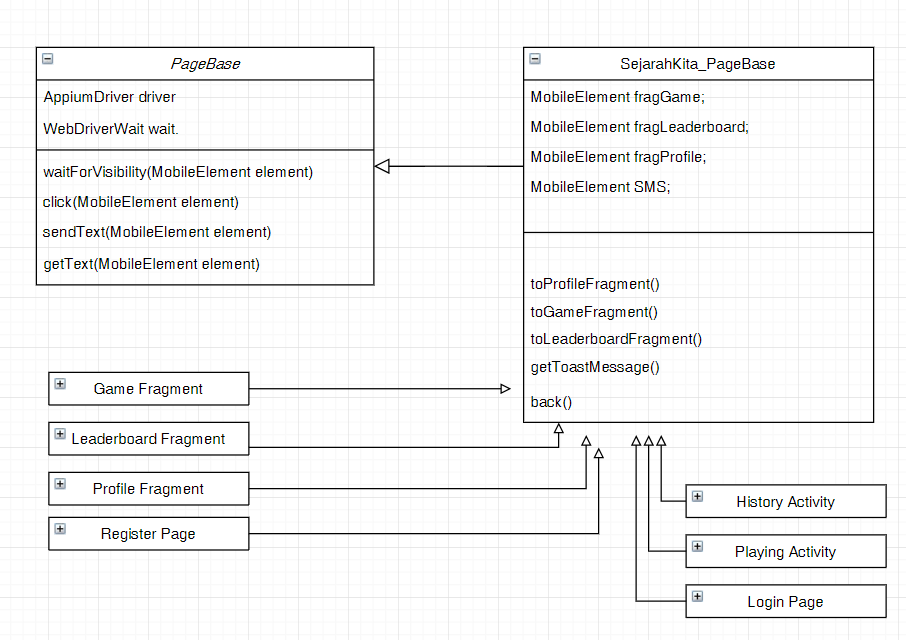 PageBase
AppiumDriver driver
WebDriverWait wait.
waitForVisibility(MobileElement element)
click(MobileElement element)
sendText(MobileElement element)
getText(MobileElement element)
SejarahKita_PageBase
MobileElement fragGame;
MobileElement fragLeaderboard;
MobileElement fragProfile;
MobileElement SMS;
toProfileFragment()
toGameFragment()
toLeaderboardFragment()
getToastMessage()
back()
Game Fragment
Leaderboard Fragment
Profile Fragment
Register Page
History Activity
Playing Activity
Login Page